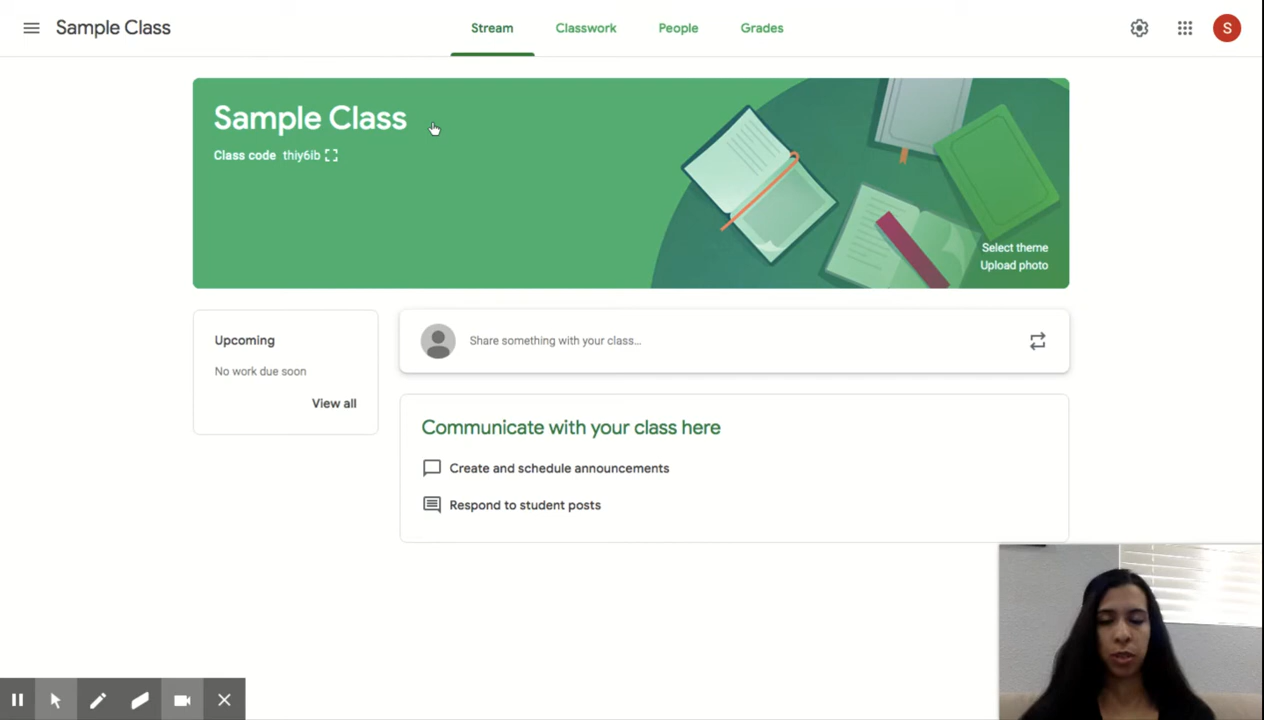 Sample Class
Stream
Classwork
People
Grades
S
Sample Class
Class code thiy6ib
Select theme
Upload photo
Upcoming
No work due soon
View all
Share something with your class...
Communicate with your class here
Create and schedule announcements
Respond to student posts